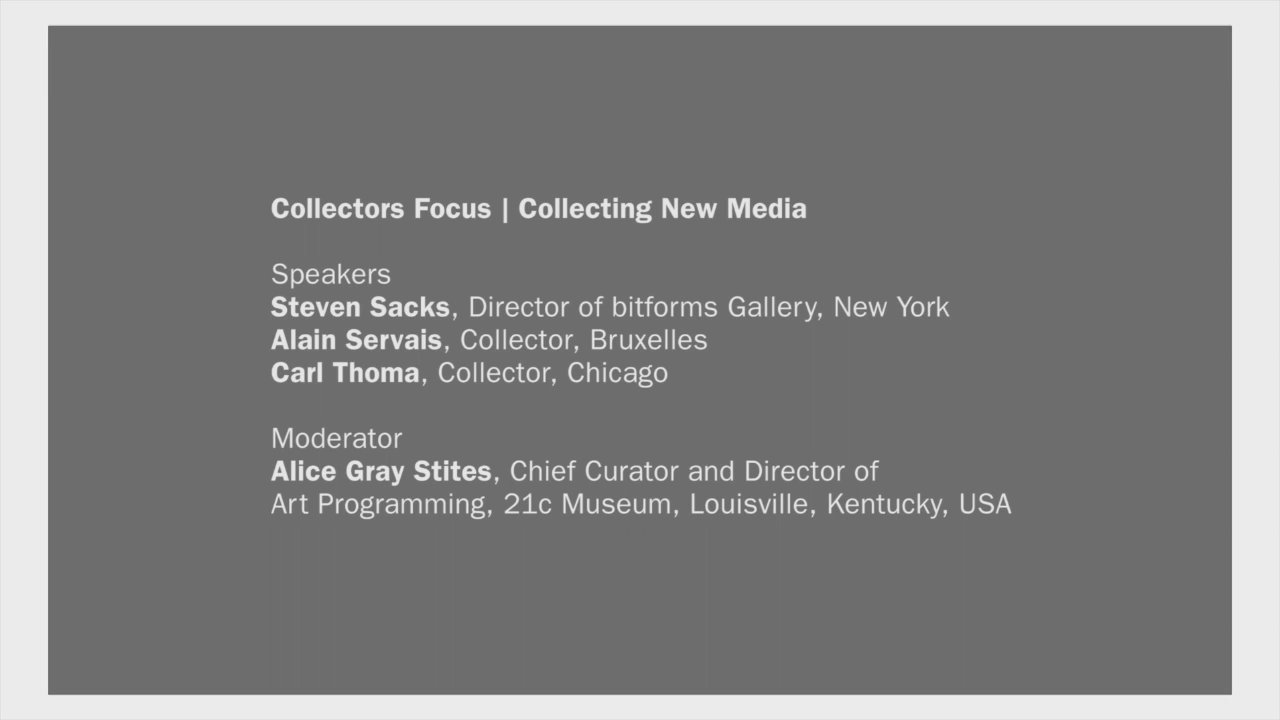 Collectors Focus | Collecting New Media
Speakers
Steven Sacks, Director of bitforms Gallery, New York
Alain Servais, Collector, Bruxelles
Carl Thoma, Collector, Chicago
Moderator
Alice Gray Stites, Chief Curator and Director of
Art Programming, 21c Museum, Louisville, Kentucky, USA